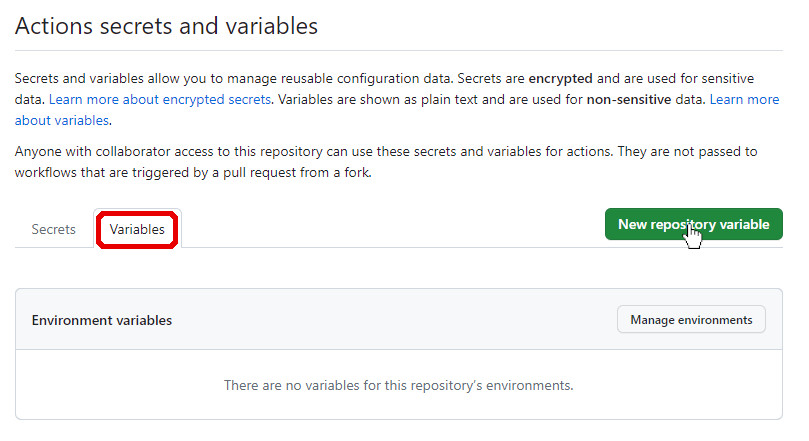 Actions secrets and variables
Secrets and variables allow you to manage reusable configuration data. Secrets are encrypted and are used for sensitive
data. Learn more about encrypted secrets. Variables are shown as plain text and are used for non-sensitive data. Learn more
about variables.
Anyone with collaborator access to this repository can use these secrets and variables for actions. They are not passed to
workflows that are triggered by a pull request from a fork.
Secrets
Variables
New repository variable
Environment variables
Manage environments
There are no variables for this repository's environments.